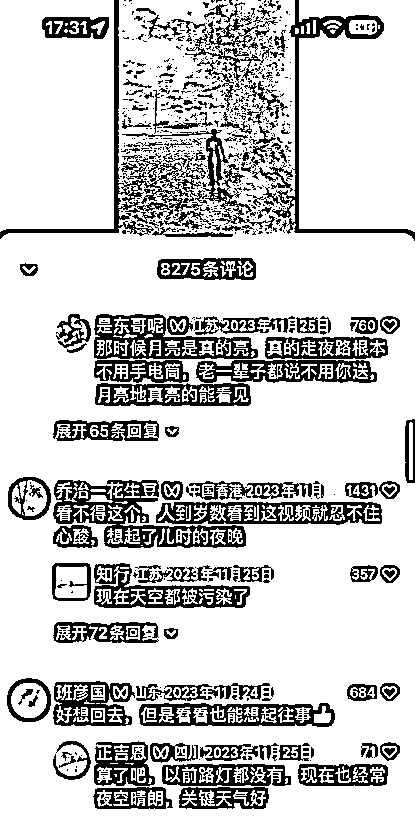 17:31
8275条评论
是东哥呢 江苏 2023年11月25日 760
那时候月亮是真的亮，真的走夜路根本
不用手电筒，老一辈子都说不用你送，
月亮地真亮的能看见
展开65条回复
乔治一花生豆 中国香港 2023年11月 1431
看不得这个，人到岁数看到这视频就忍不住
心酸，想起了儿时的夜晚
知行 江苏 2023年11月25日 357
现在天空都被污染了
展开72条回复
班彦国 山东 2023年11月24日 684
好想回去，但是看看也能想起往事👍
正吉恩 四川 2023年11月25日 71
算了吧，以前路灯都没有，现在也经常
夜空晴朗，关键天气好